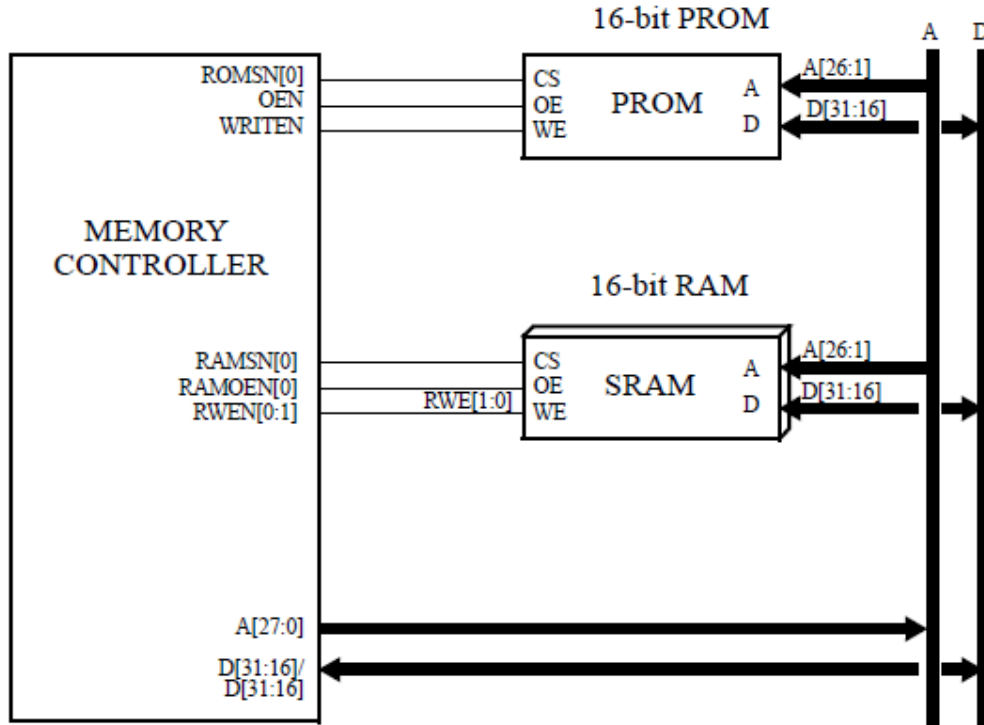 16-bit PROM
A D
ROMSN[0]
OEN
WRITEN
CS
OE
WE
PROM
A
D
A[26:1]
D[31:16]
MEMORY
CONTROLLER
16-bit RAM
RAMSN[0]
RAMOEN[0]
RWEN[0:1]
RWE[1:0]
CS
OE
WE
SRAM
A
D
A[26:1]
D[31:16]
A[27:0]
D[31:16]/
D[31:16]